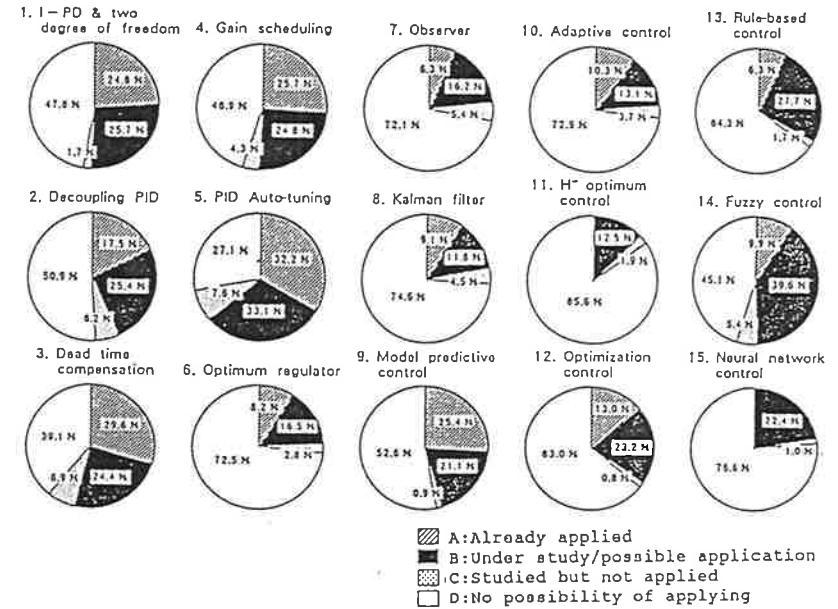 1. I-PD & two
degree of freedom
24.8 %
25.7 %
1.7 %
47.8 %
2. Decoupling PID
17.5 %
25.4 %
6.2 %
50.9 %
3. Dead time
compensation
29.6 %
24.4 %
6.9 %
39.1 %
4. Gain scheduling
25.7 %
24.8 %
4.3 %
5. PID Auto-tuning
32.2 %
33.1 %
7.6 %
27.1 %
6. Optimum regulator
8.2 %
16.5 %
2.8 %
72.5 %
7. Observer
6.3 %
16.2 %
5.4 %
72.1 %
8. Kalman filter
9.1 %
11.8 %
4.5 %
74.6 %
9. Model predictive
control
25.4 %
21.1 %
0.9 %
52.6 %
10. Adaptive control
10.3 %
13.1 %
3.7 %
72.9 %
11. H∞ optimum
control
12.5 %
1.9 %
85.6 %
12. Optimization
control
13.0 %
23.2 %
0.8 %
63.0 %
13. Rule-based
control
6.3 %
27.7 %
1.7 %
64.3 %
14. Fuzzy control
9.9 %
39.6 %
5.4 %
45.1 %
15. Neural network
control
22.4 %
1.0 %
76.6 %
A:Already applied
B:Under study/possible application
C:Studied but not applied
D:No possibility of applying